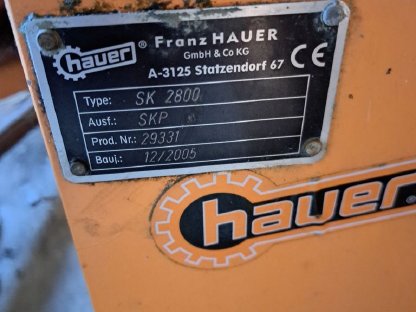 hauer ® Franz HAUER
GmbH & Co KG
A-3125 Statzendorf 67 CE
Type: SK 2800
Ausf.: SKP
Prod. Nr.: 29331
Bauj.: 12/2005
hauer®